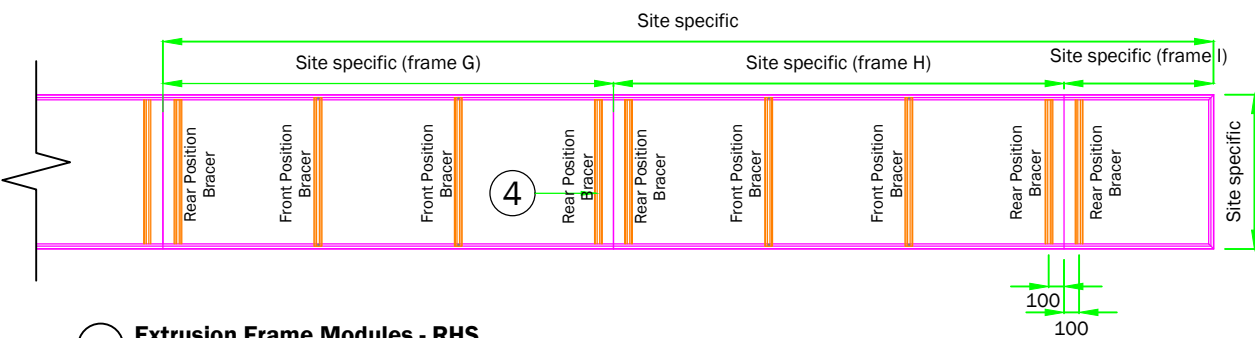 Site specific
Site specific (frame G)
Site specific (frame H)
Site specific (frame I)
Rear Position
Bracer
Front Position
Bracer
Front Position
Bracer
4
Rear Position
Bracer
Rear Position
Bracer
Front Position
Bracer
Front Position
Bracer
Rear Position
Bracer
Rear Position
Bracer
Site specific
100
100
Extrusion Frame Modules - RHS